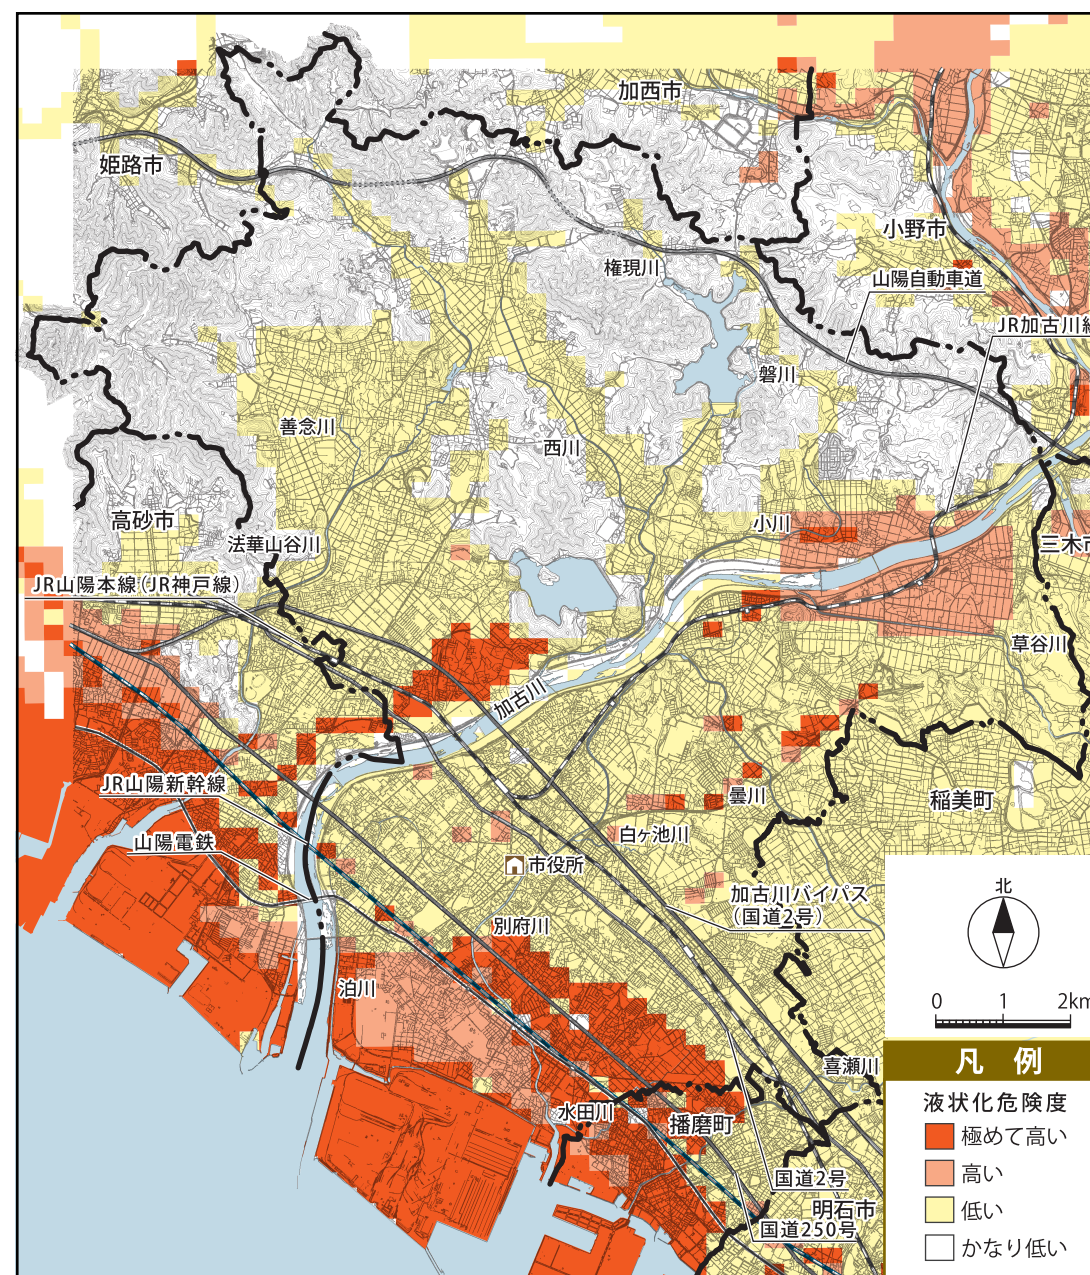 加西市
姫路市
小野市
権現川
山陽自動車道
JR加古川線
磐川
善念川
西川
高砂市
小川
法華山谷川
三木市
JR山陽本線（JR神戸線）
草谷川
加古川
JR山陽新幹線
曇川
稲美町
白ヶ池川
山陽電鉄
市役所
加古川バイパス
（国道2号）
北
別府川
泊川
0 1 2km
喜瀬川
凡 例
液状化危険度
水田川
播磨町
極めて高い
高い
国道2号
明石市
低い
国道250号
かなり低い